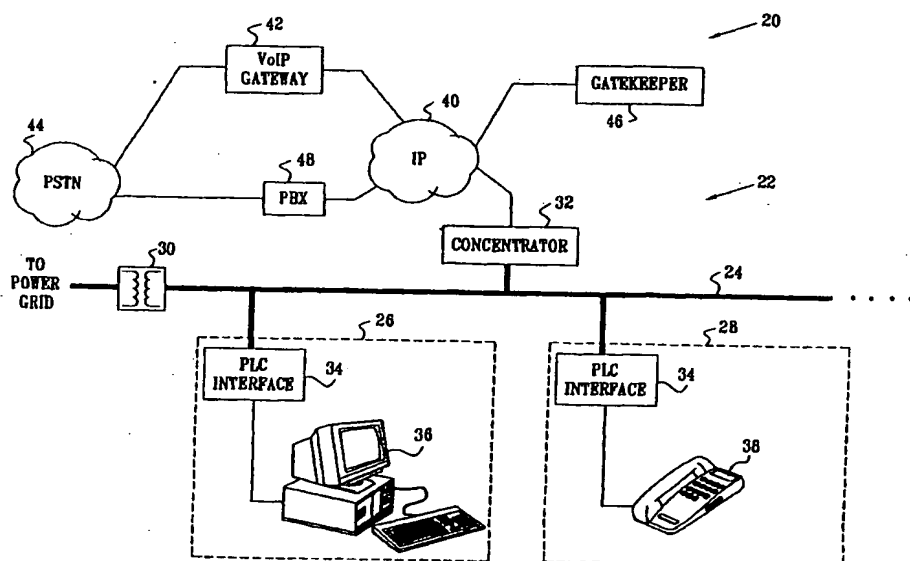 42
VoIP
GATEWAY
20
GATEKEEPER
46
40
IP
44
PSTN
48
PBX
22
32
CONCENTRATOR
TO
POWER
GRID
30
24
. . . .
26
PLC
INTERFACE
34
36
28
PLC
INTERFACE
34
38